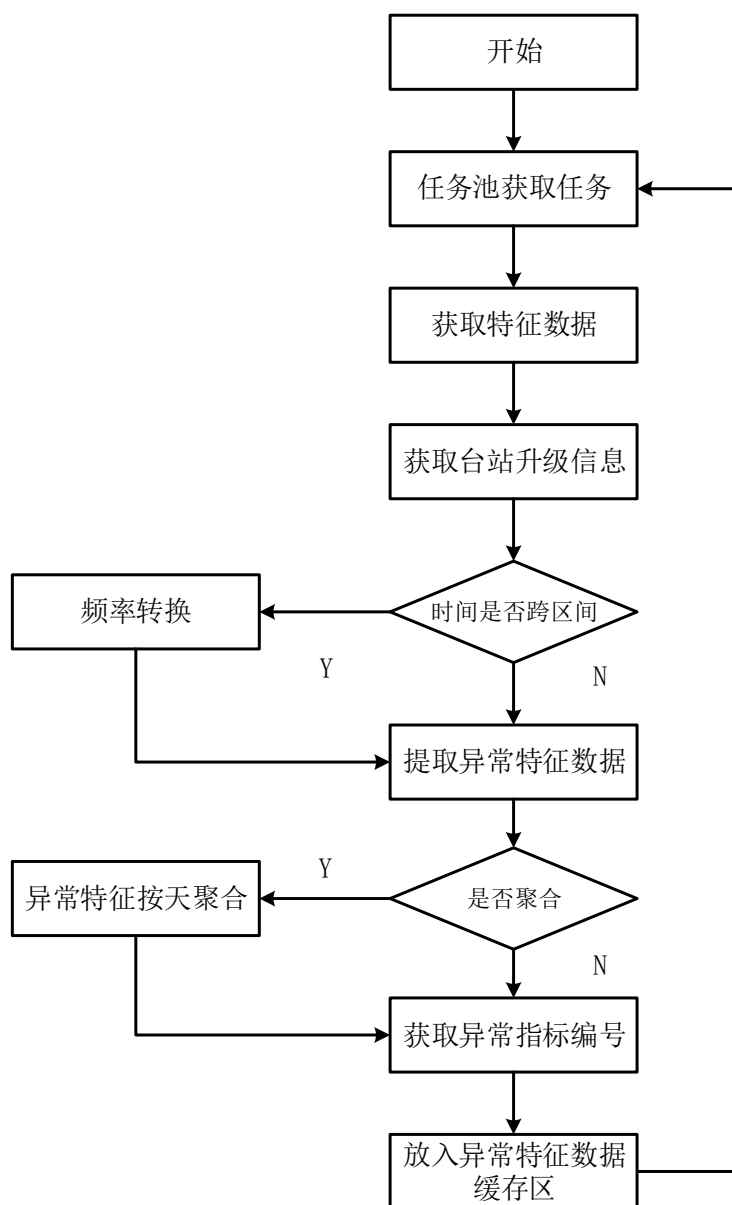 开始
任务池获取任务
获取特征数据
获取台站升级信息
时间是否跨区间
频率转换
Y
N
提取异常特征数据
是否聚合
Y
异常特征按天聚合
N
获取异常指标编号
放入异常特征数据
缓存区